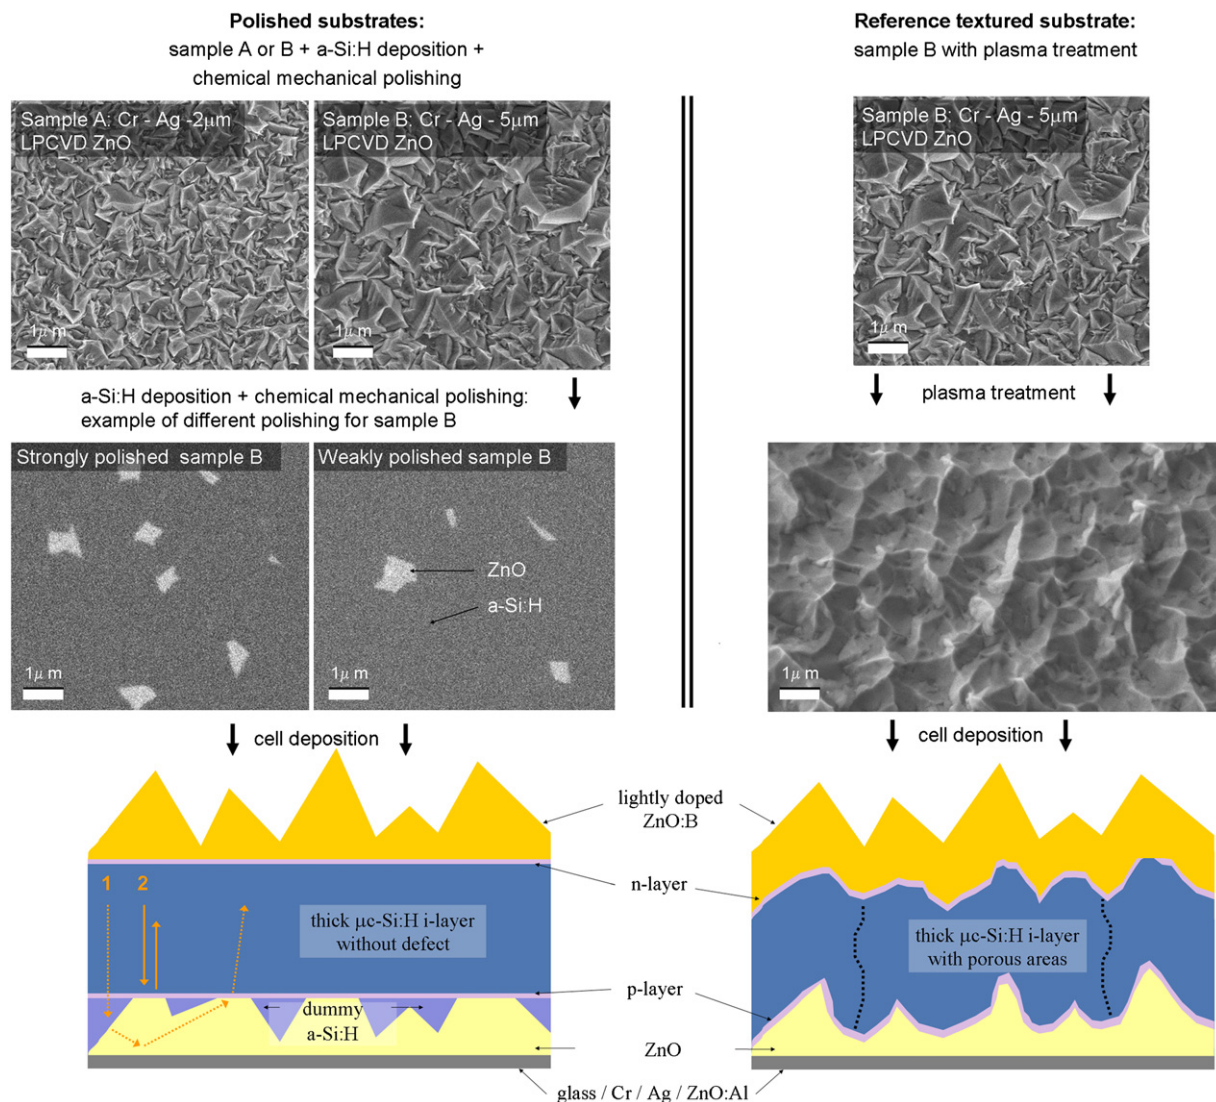 Polished substrates:
sample A or B + a-Si:H deposition +
chemical mechanical polishing
Reference textured substrate:
sample B with plasma treatment
Sample A: Cr - Ag -2μm
LPCVD ZnO
1μ m
Sample B: Cr - Ag - 5μm
LPCVD ZnO
1μ m
Sample B: Cr - Ag - 5μm
LPCVD ZnO
1μ m
a-Si:H deposition + chemical mechanical polishing:
example of different polishing for sample B
plasma treatment
Strongly polished sample B
1μ m
Weakly polished sample B
ZnO
a-Si:H
1μ m
1μ m
cell deposition
cell deposition
lightly doped
ZnO:B
n-layer
1
2
thick μc-Si:H i-layer
without defect
thick μc-Si:H i-layer
with porous areas
p-layer
dummy
a-Si:H
ZnO
glass / Cr / Ag / ZnO:Al